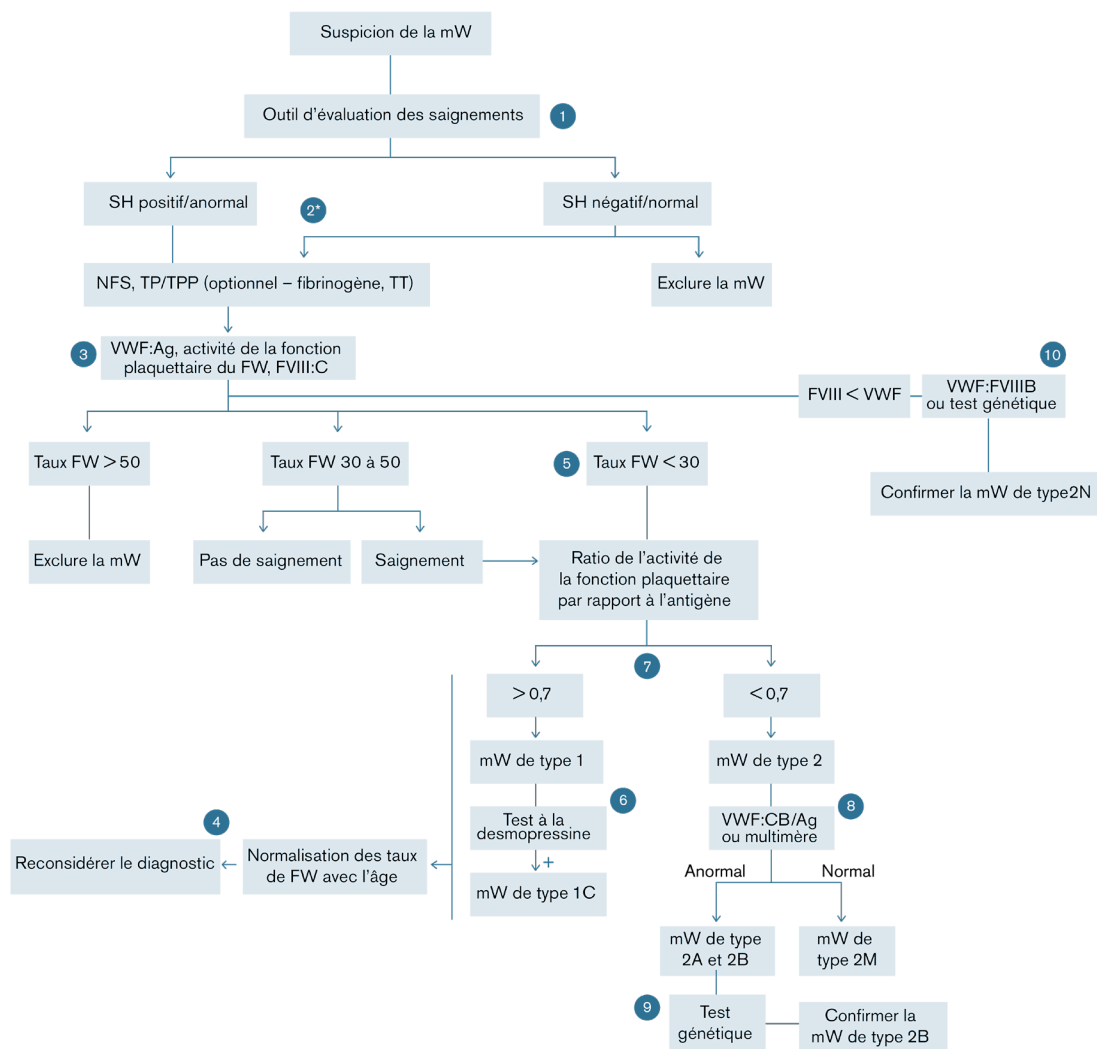 Suspicion de la mW
Outil d'évaluation des saignements
1
SH positif/anormal
2*
SH négatif/normal
NFS, TP/TPP (optionnel – fibrinogène, TT)
Exclure la mW
3
VWF:Ag, activité de la fonction
plaquettaire du FW, FVIII:C
10
FVIII < VWF
VWF:FVIIIB
ou test génétique
Confirmer la mW de type2N
Taux FW > 50
Taux FW 30 à 50
5
Taux FW < 30
Exclure la mW
Pas de saignement
Saignement
Ratio de l'activité de
la fonction plaquettaire
par rapport à l'antigène
7
> 0,7
< 0,7
mW de type 1
mW de type 2
6
Test à la
desmopressine
8
VWF:CB/Ag
ou multimère
4
Reconsidérer le diagnostic
Normalisation des taux
de FW avec l'âge
+
mW de type 1C
Anormal
Normal
mW de type
2A et 2B
mW de
type 2M
9
Test
génétique
Confirmer la
mW de type 2B